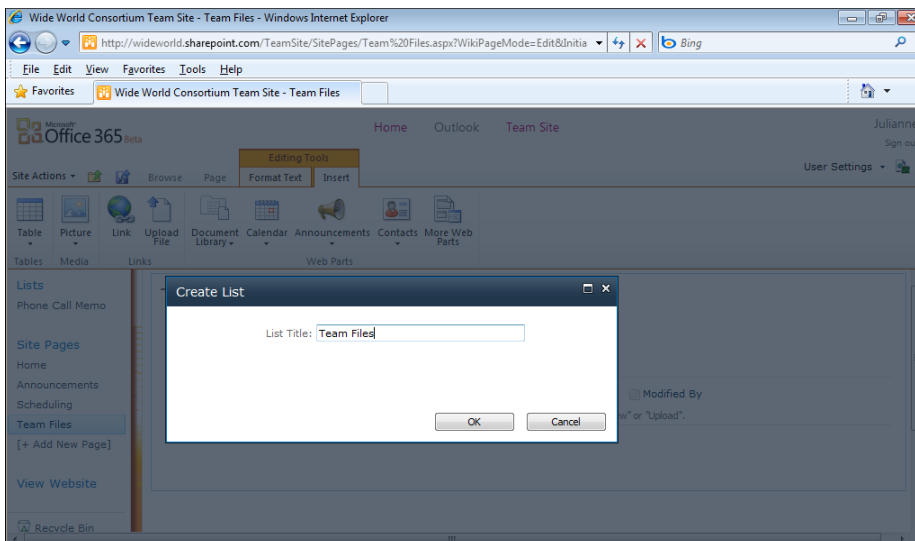 Wide World Consortium Team Site - Team Files - Windows Internet Explorer
http://wideworld.sharepoint.com/TeamSite/SitePages/Team%20Files.aspx?WikiPageMode=Edit&Initia
Bing
File Edit View Favorites Tools Help
Favorites
Wide World Consortium Team Site - Team Files
Microsoft
Office 365 Beta
Home Outlook Team Site
Julianne
Sign ou
Editing Tools
User Settings
Site Actions Browse Page Format Text Insert
Table Picture Link Upload File Document Library Calendar Announcements Contacts More Web Parts
Tables Media Links Web Parts
Lists
Phone Call Memo
Site Pages
Home
Announcements
Scheduling
Team Files
[+ Add New Page]
View Website
Recycle Bin
Create List
List Title: Team Files
OK Cancel
Modified By
w" or "Upload".